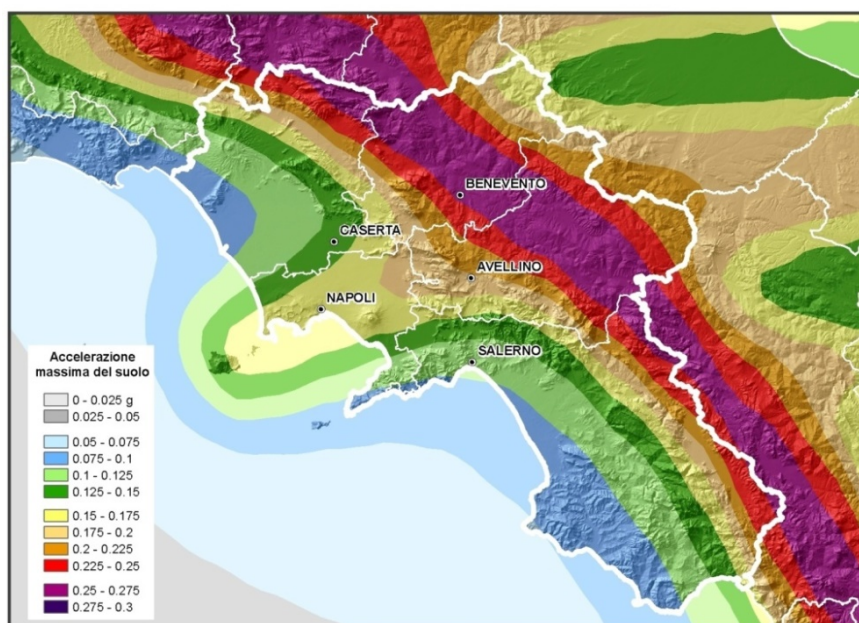 BENEVENTO
CASERTA
AVELLINO
NAPOLI
SALERNO
Accelerazione
massima del suolo
0 - 0.025 g
0.025 - 0.05
0.05 - 0.075
0.075 - 0.1
0.1 - 0.125
0.125 - 0.15
0.15 - 0.175
0.175 - 0.2
0.2 - 0.225
0.225 - 0.25
0.25 - 0.275
0.275 - 0.3